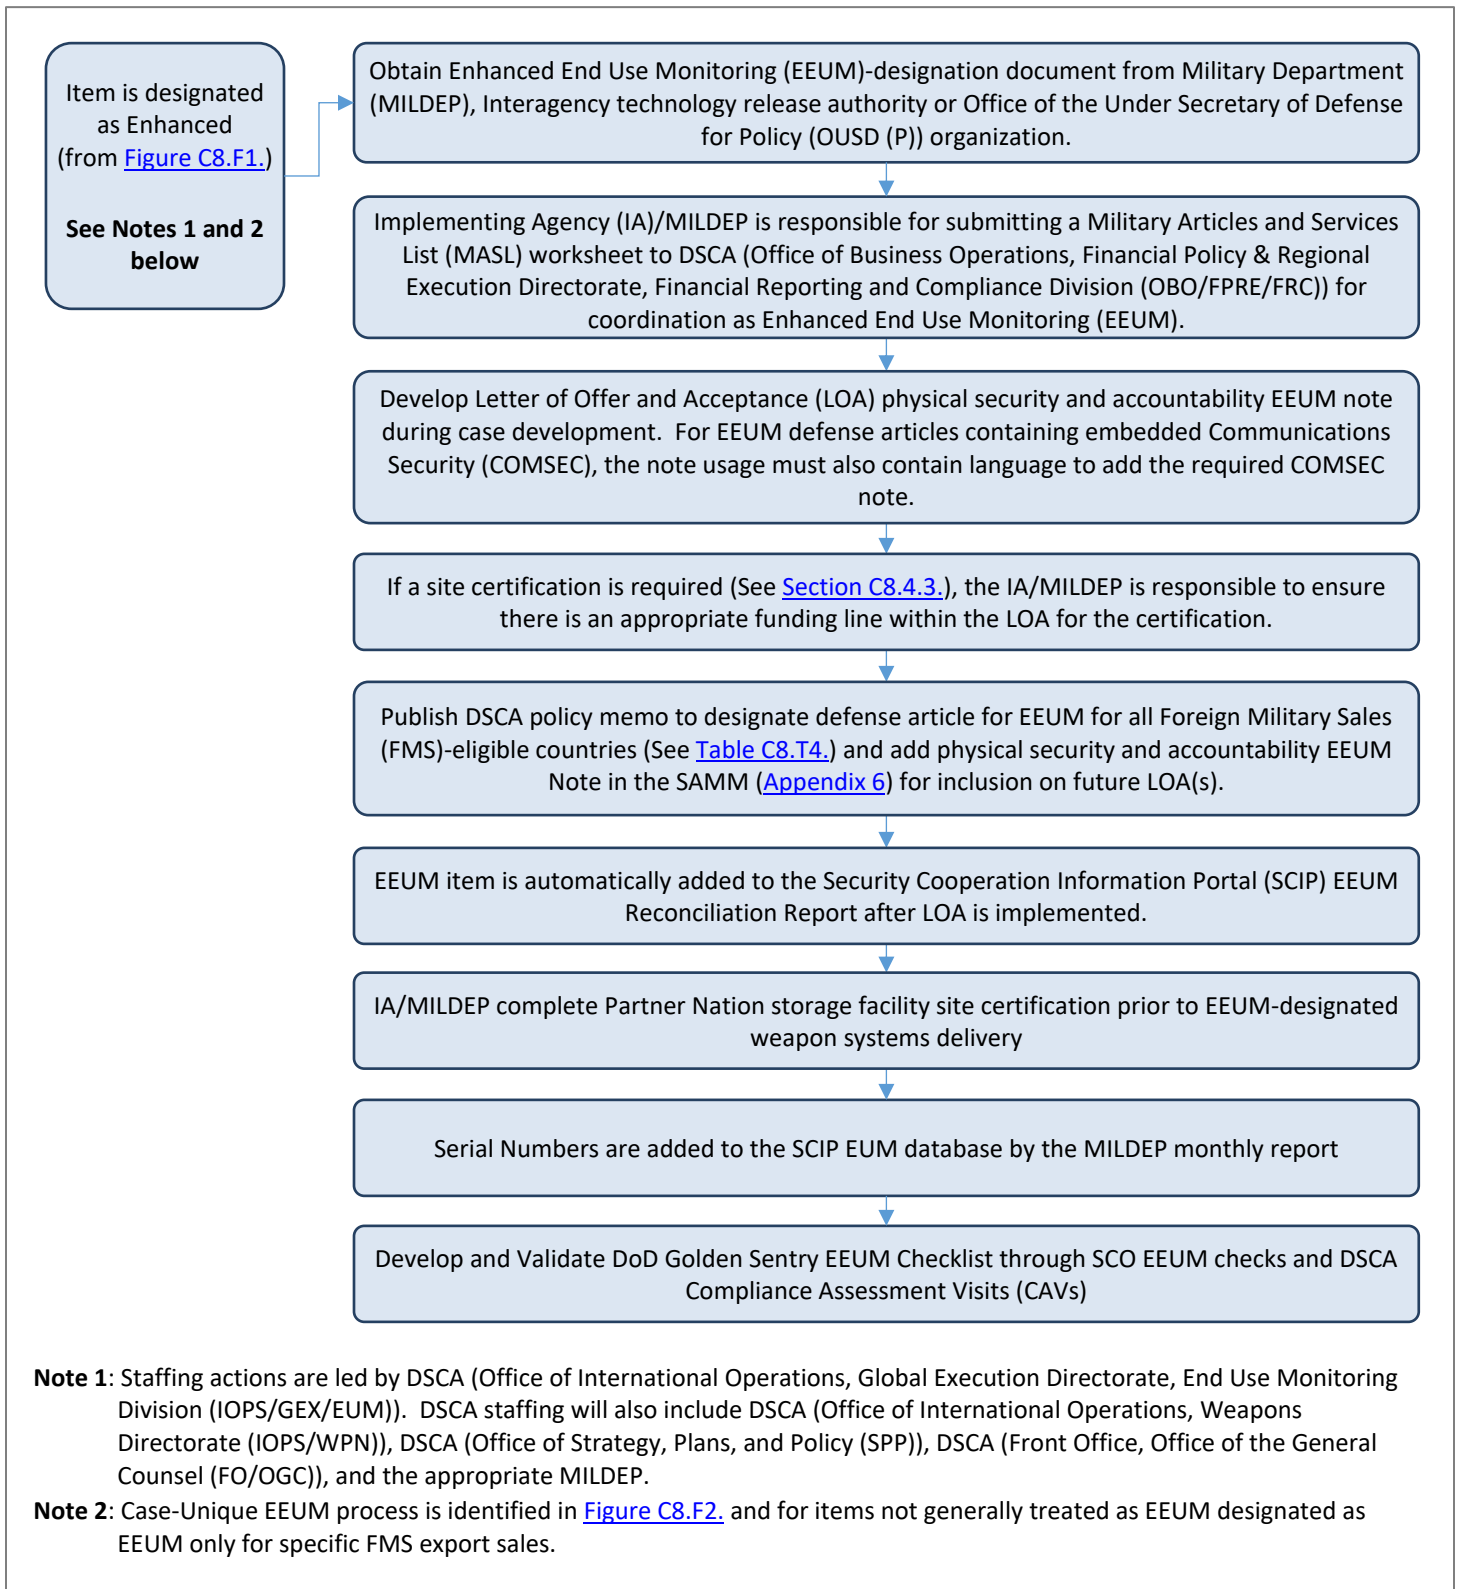 Item is designated
as Enhanced
(from Figure C8.F1.)
See Notes 1 and 2
below
Obtain Enhanced End Use Monitoring (EEUM)-designation document from Military Department
(MILDEP), Interagency technology release authority or Office of the Under Secretary of Defense
for Policy (OUSD (P)) organization.
Implementing Agency (IA)/MILDEP is responsible for submitting a Military Articles and Services
List (MASL) worksheet to DSCA (Office of Business Operations, Financial Policy & Regional
Execution Directorate, Financial Reporting and Compliance Division (OBO/FPRE/FRC)) for
coordination as Enhanced End Use Monitoring (EEUM).
Develop Letter of Offer and Acceptance (LOA) physical security and accountability EEUM note
during case development.  For EEUM defense articles containing embedded Communications
Security (COMSEC), the note usage must also contain language to add the required COMSEC
note.
If a site certification is required (See Section C8.4.3.), the IA/MILDEP is responsible to ensure
there is an appropriate funding line within the LOA for the certification.
Publish DSCA policy memo to designate defense article for EEUM for all Foreign Military Sales
(FMS)-eligible countries (See Table C8.T4.) and add physical security and accountability EEUM
Note in the SAMM (Appendix 6) for inclusion on future LOA(s).
EEUM item is automatically added to the Security Cooperation Information Portal (SCIP) EEUM
Reconciliation Report after LOA is implemented.
IA/MILDEP complete Partner Nation storage facility site certification prior to EEUM-designated
weapon systems delivery
Serial Numbers are added to the SCIP EUM database by the MILDEP monthly report
Develop and Validate DoD Golden Sentry EEUM Checklist through SCO EEUM checks and DSCA
Compliance Assessment Visits (CAVs)
Note 1: Staffing actions are led by DSCA (Office of International Operations, Global Execution Directorate, End Use Monitoring
Division (IOPS/GEX/EUM)).  DSCA staffing will also include DSCA (Office of International Operations, Weapons
Directorate (IOPS/WPN)), DSCA (Office of Strategy, Plans, and Policy (SPP)), DSCA (Front Office, Office of the General
Counsel (FO/OGC)), and the appropriate MILDEP.
Note 2: Case-Unique EEUM process is identified in Figure C8.F2. and for items not generally treated as EEUM designated as
EEUM only for specific FMS export sales.